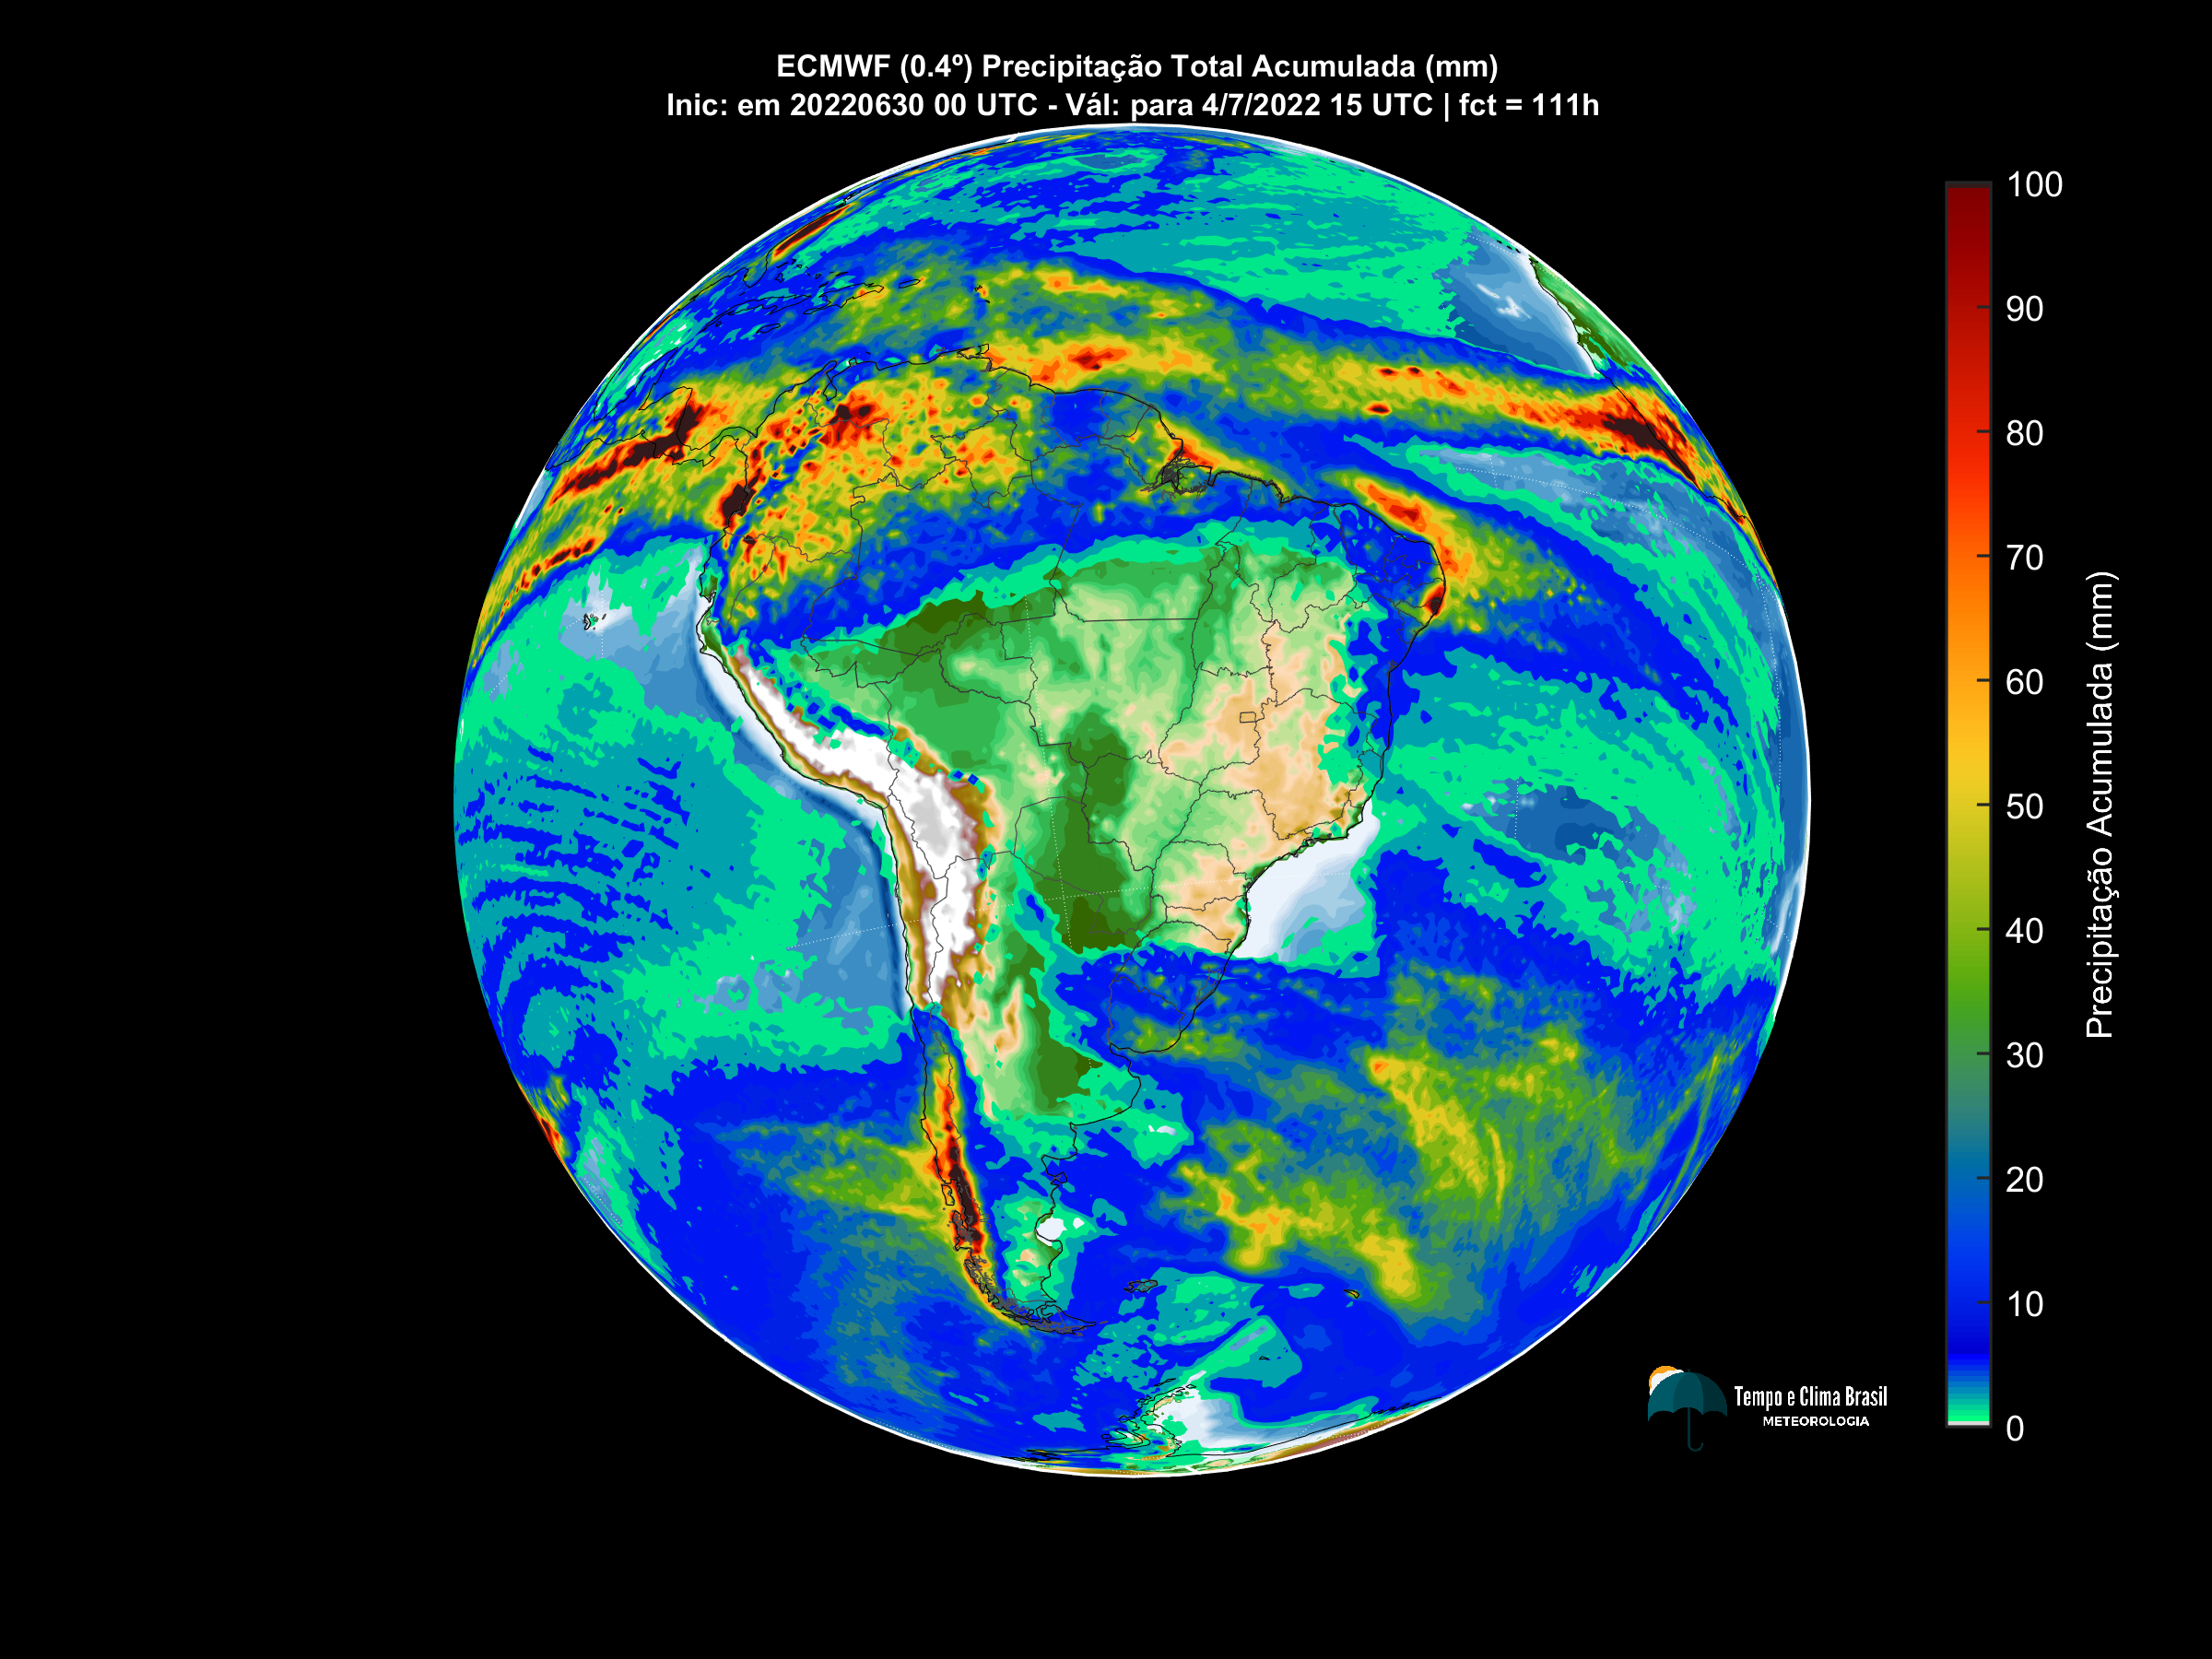 ECMWF (0.4º) Precipitação Total Acumulada (mm)
Inic: em 20220630 00 UTC - Vál: para 4/7/2022 15 UTC | fct = 111h
100
90
80
70
60
50
40
30
20
10
0
Precipitação Acumulada (mm)
Tempo e Clima Brasil
METEOROLOGIA